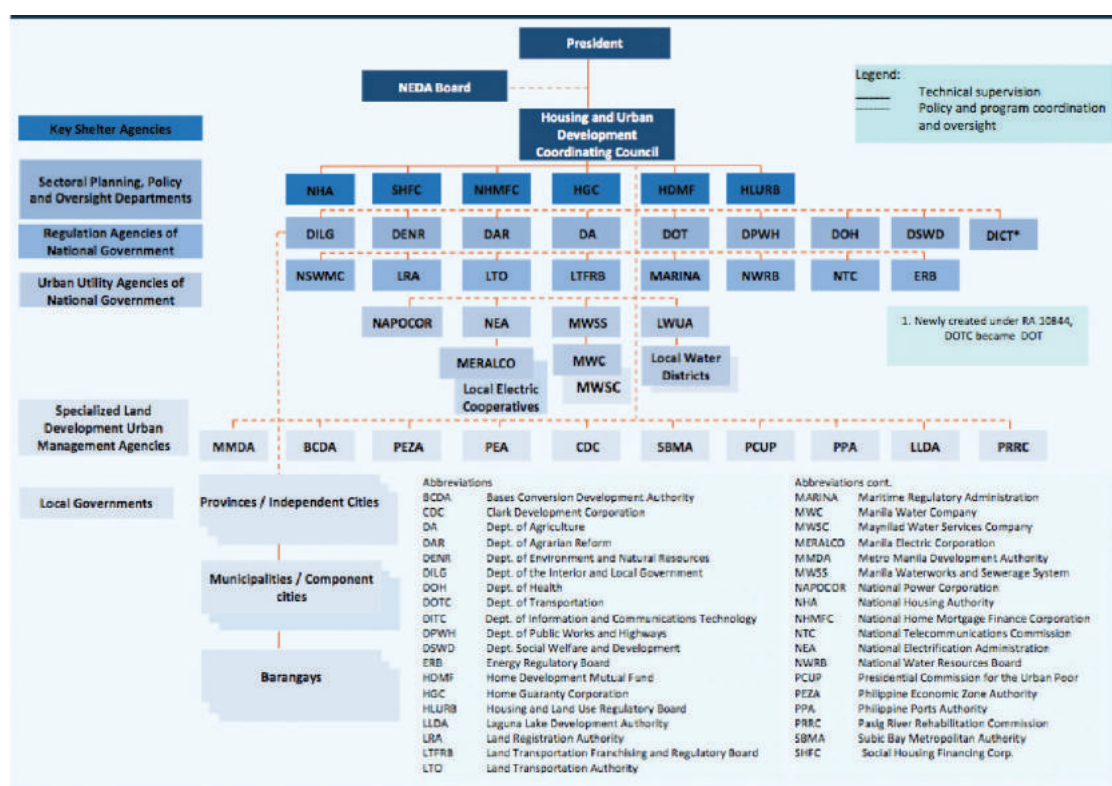 President
NEDA Board
Legend:
Technical supervision
Policy and program coordination
and oversight
Housing and Urban
Development
Coordinating Council
Key Shelter Agencies
Sectoral Planning, Policy
and Oversight Departments
Regulation Agencies of
National Government
Urban Utility Agencies of
National Government
NHA SHFC NHMFC HGC HDMF HLURB
DILG DENR DAR DA DOT DPWH DOH DSWD DICT*
NSWMC LRA LTO LTFRB MARINA NWRB NTC ERB
NAPOCOR NEA MWSS LWUA
1. Newly created under RA 10844,
DOTC became DOT
MERALCO MWC Local Water
Districts
Local Electric
Cooperatives
MWSC
Specialized Land
Development Urban
Management Agencies
MMDA BCDA PEZA PEA CDC SBMA PCUP PPA LLDA PRRC
Local Governments
Provinces / Independent Cities
Municipalities / Component
cities
Barangays
Abbreviations
BCDA Bases Conversion Development Authority
CDC Clark Development Corporation
DA Dept. of Agriculture
DAR Dept. of Agrarian Reform
DENR Dept. of Environment and Natural Resources
DILG Dept. of the Interior and Local Government
DOH Dept. of Health
DOTC Dept. of Transportation
DITC Dept. of Information and Communications Technology
DPWH Dept. of Public Works and Highways
DSWD Dept. Social Welfare and Development
ERB Energy Regulatory Board
HDMF Home Development Mutual Fund
HGC Home Guaranty Corporation
HLURB Housing and Land Use Regulatory Board
LLDA Laguna Lake Development Authority
LRA Land Registration Authority
LTFRB Land Transportation Franchising and Regulatory Board
LTO Land Transportation Authority
Abbreviations cont.
MARINA Maritime Regulatory Administration
MWC Manila Water Company
MWSC Maynilad Water Services Company
MERALCO Manila Electric Corporation
MMDA Metro Manila Development Authority
MWSS Manila Waterworks and Sewerage System
NAPOCOR National Power Corporation
NHA National Housing Authority
NHMFC National Home Mortgage Finance Corporation
NTC National Telecommunications Commission
NEA National Electrification Administration
NWRB National Water Resources Board
PCUP Presidential Commission for the Urban Poor
PEZA Philippine Economic Zone Authority
PPA Philippine Ports Authority
PRRC Pasig River Rehabilitation Commission
SBMA Subic Bay Metropolitan Authority
SHFC Social Housing Financing Corp.